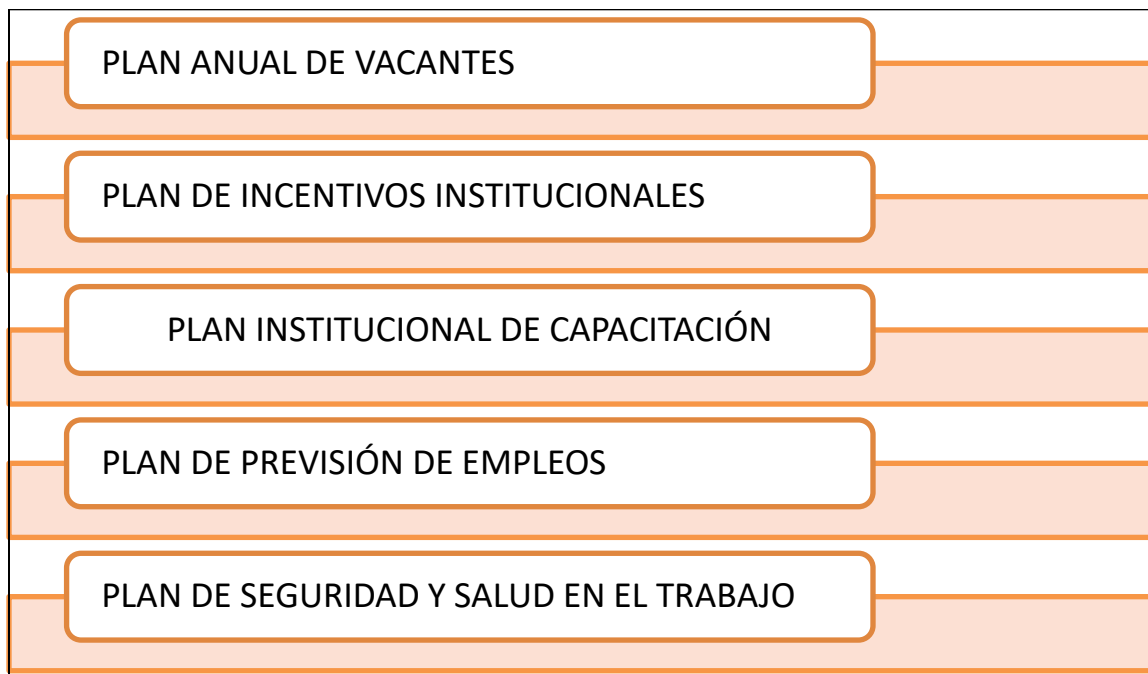 PLAN ANUAL DE VACANTES
PLAN DE INCENTIVOS INSTITUCIONALES
PLAN INSTITUCIONAL DE CAPACITACIÓN
PLAN DE PREVISIÓN DE EMPLEOS
PLAN DE SEGURIDAD Y SALUD EN EL TRABAJO